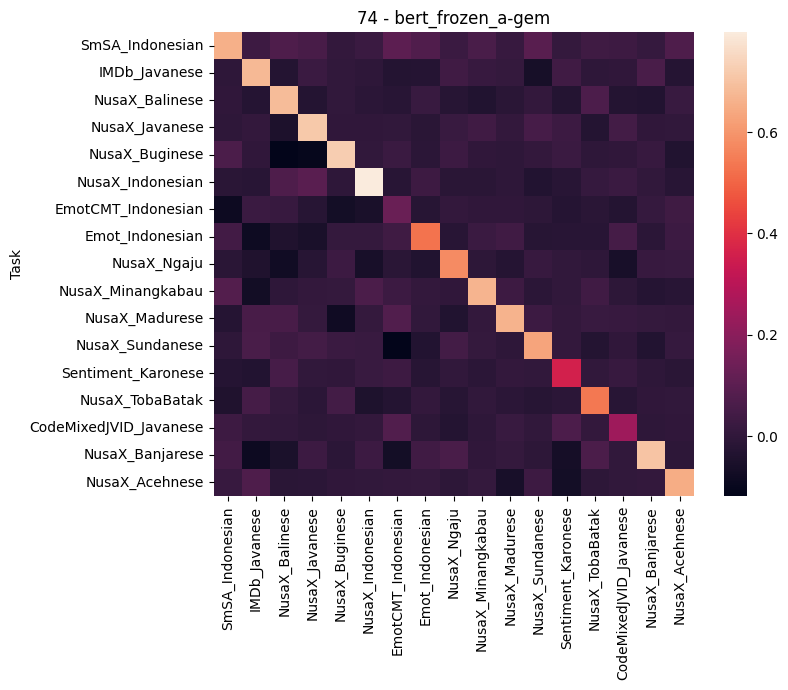 74 - bert_frozen_a-gem
Task
SmSA_Indonesian
IMDb_Javanese
NusaX_Balinese
NusaX_Javanese
NusaX_Buginese
NusaX_Indonesian
EmotCMT_Indonesian
Emot_Indonesian
NusaX_Ngaju
NusaX_Minangkabau
NusaX_Madurese
NusaX_Sundanese
Sentiment_Karonese
NusaX_TobaBatak
CodeMixedJVID_Javanese
NusaX_Banjarese
NusaX_Acehnese
SmSA_Indonesian
IMDb_Javanese
NusaX_Balinese
NusaX_Javanese
NusaX_Buginese
NusaX_Indonesian
EmotCMT_Indonesian
Emot_Indonesian
NusaX_Ngaju
NusaX_Minangkabau
NusaX_Madurese
NusaX_Sundanese
Sentiment_Karonese
NusaX_TobaBatak
CodeMixedJVID_Javanese
NusaX_Banjarese
NusaX_Acehnese
0.6
0.4
0.2
0.0